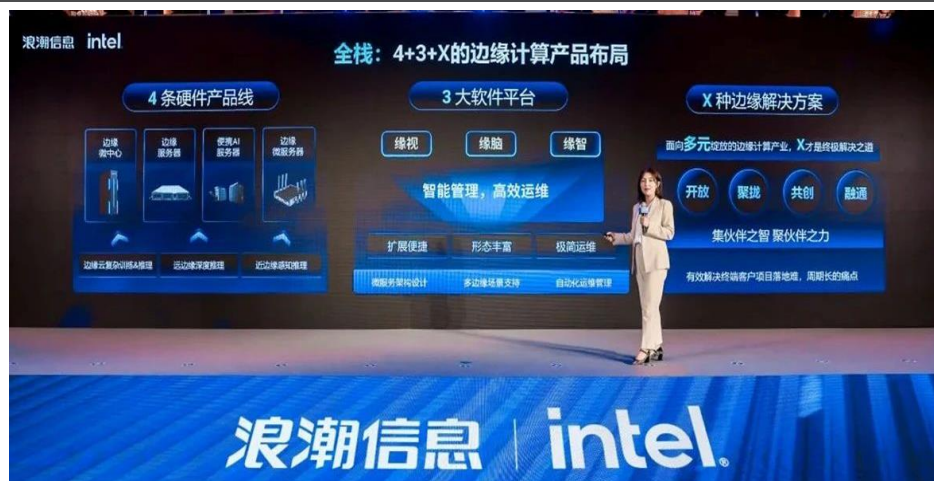 浪潮信息 intel
全栈：4+3+X的边缘计算产品布局
4 条硬件产品线
边缘
微中心
边缘
服务器
便携AI
服务器
边缘
微服务器
边缘云复杂训练&推理
远边缘深度推理
近边缘感知推理
3 大软件平台
缘视
缘脑
缘智
智能管理，高效运维
扩展便捷
形态丰富
极简运维
微服务架构设计
多边缘场景支持
自动化运维管理
X 种边缘解决方案
面向多元绽放的边缘计算产业，X才是终极解决之道
开放
聚拢
共创
融通
集伙伴之智 聚伙伴之力
有效解决终端客户项目落地难，周期长的痛点
浪潮信息 | intel®